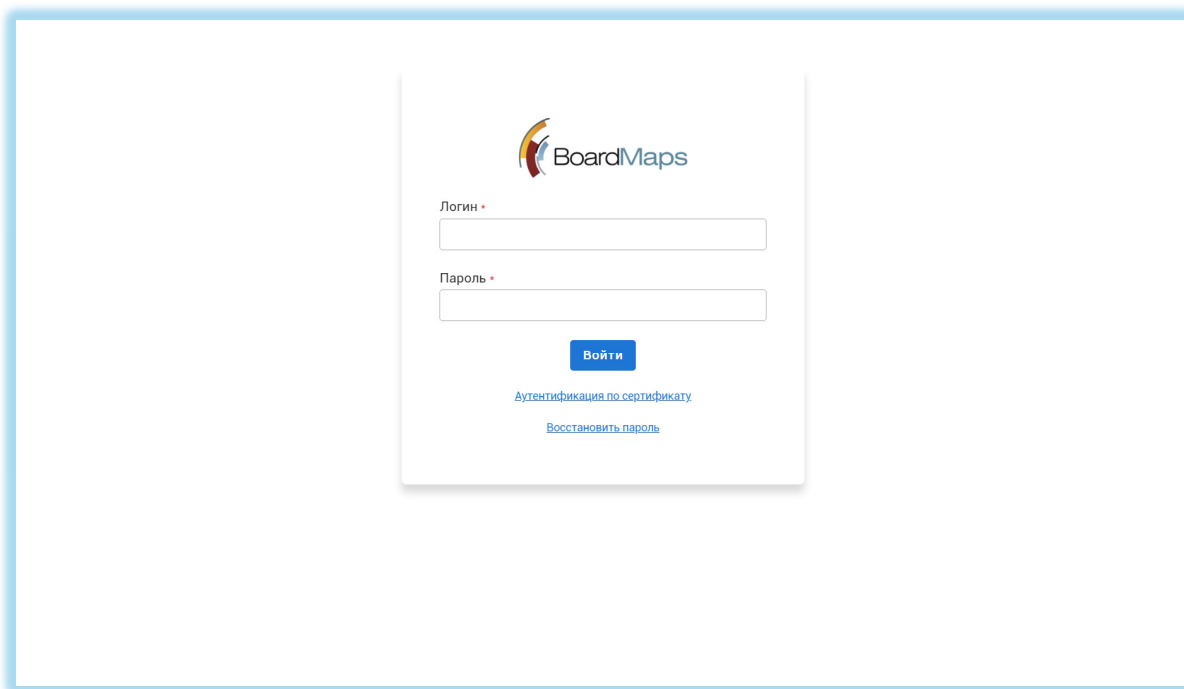 BoardMaps
Логин *
Пароль *
Войти
Аутентификация по сертификату
Восстановить пароль